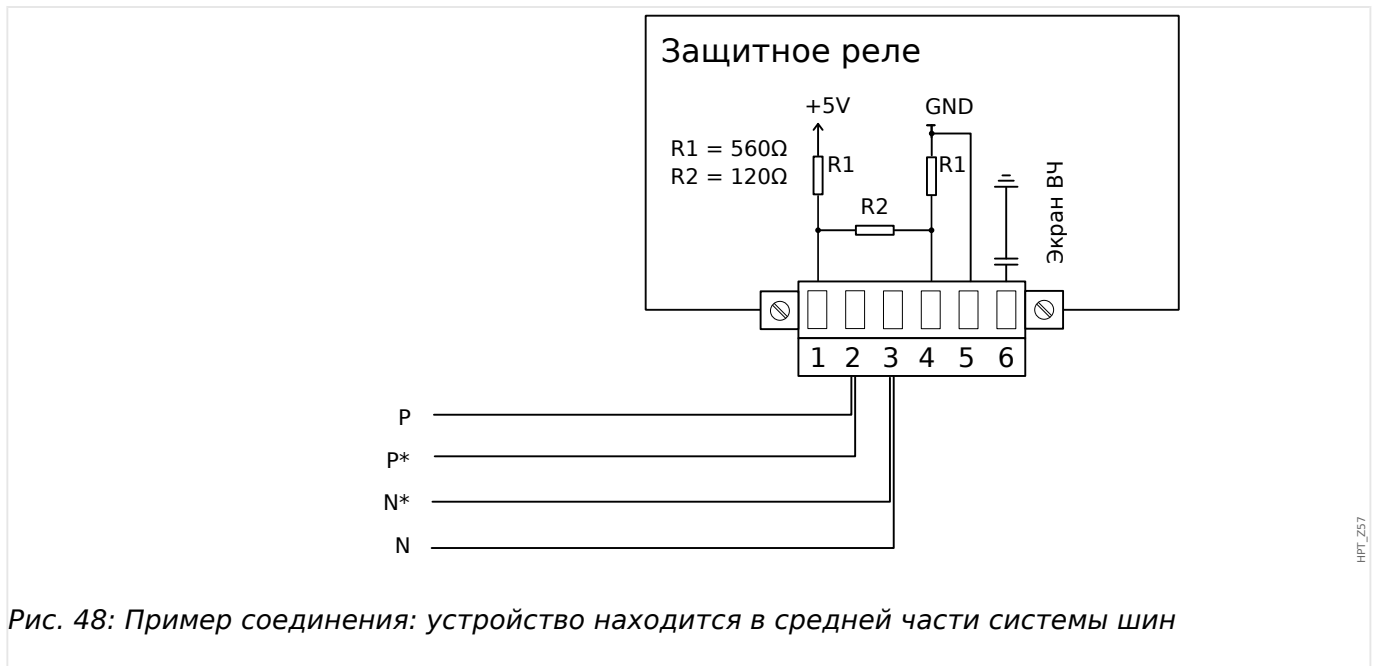 Защитное реле
+5V
GND
R1 = 560Ω
R2 = 120Ω
R1
R1
R2
Экран ВЧ
1 2 3 4 5 6
P
P*
N*
N
HPT_Z57
Рис. 48: Пример соединения: устройство находится в средней части системы шин